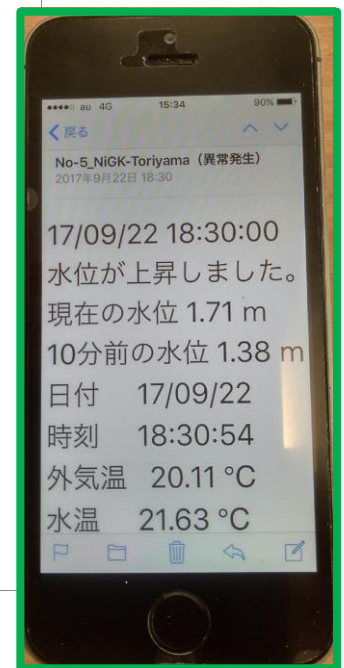 au 4G 15:34 90%
戻る
No-5_NiGK-Toriyama（異常発生）
2017年9月22日 18:30
17/09/22 18:30:00
水位が上昇しました。
現在の水位 1.71 m
10分前の水位 1.38 m
日付 17/09/22
時刻 18:30:54
外気温 20.11 °C
水温 21.63 °C